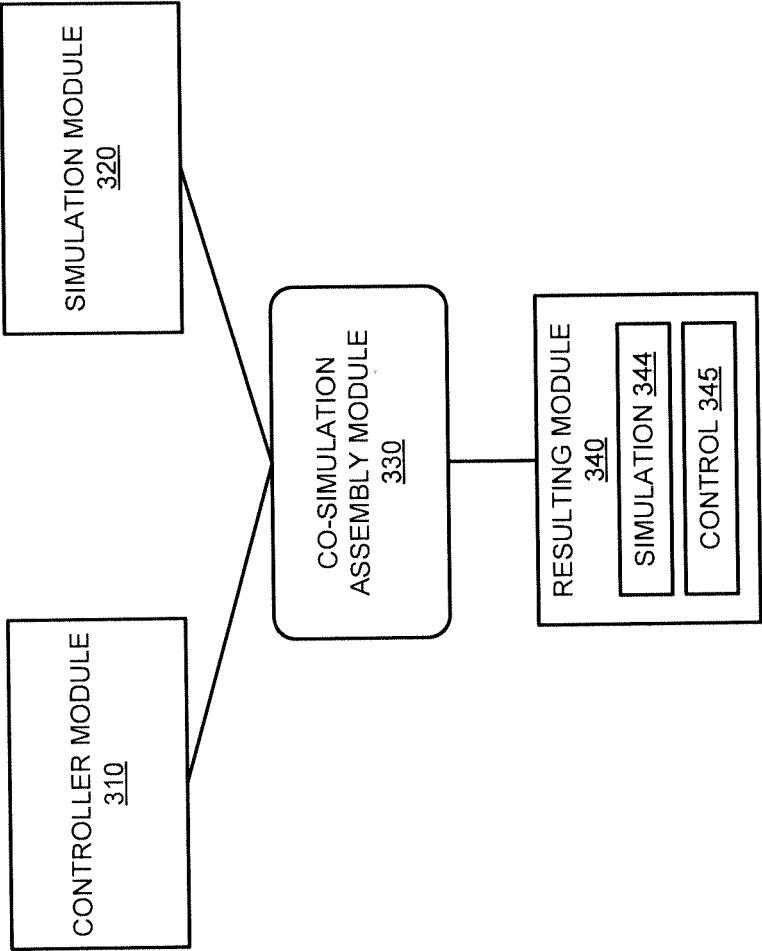 CONTROLLER MODULE
310
SIMULATION MODULE
320
CO-SIMULATION
ASSEMBLY MODULE
330
RESULTING MODULE
340
SIMULATION 344
CONTROL 345